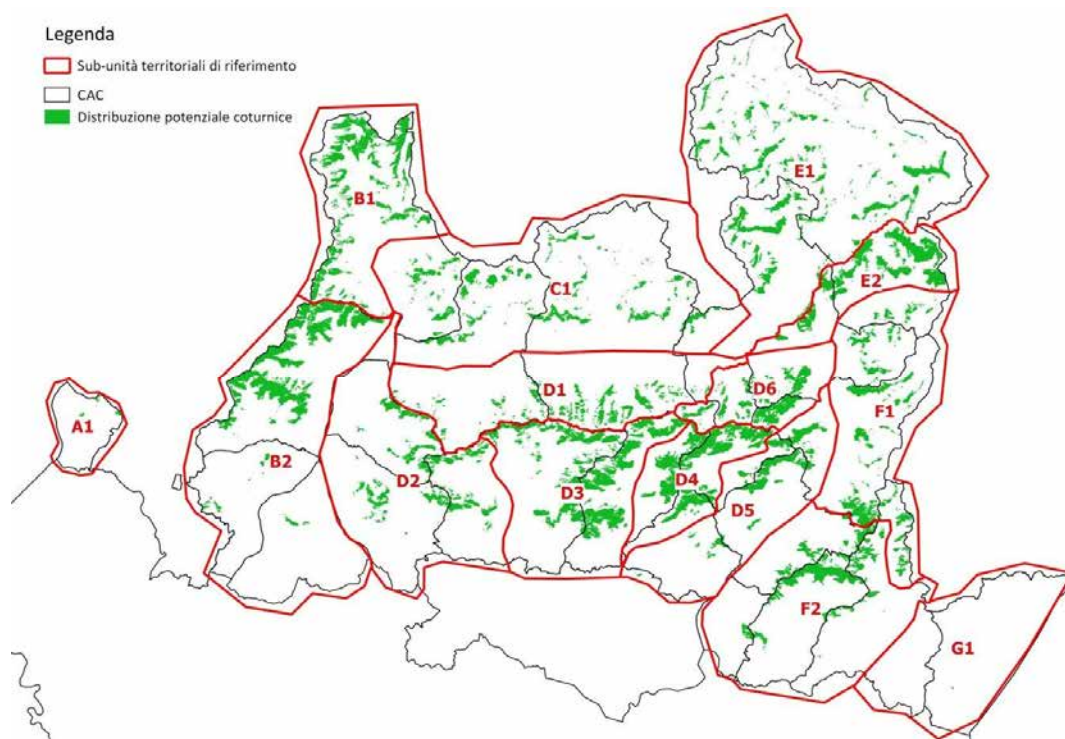 Legenda
Sub-unità territoriali di riferimento
CAC
Distribuzione potenziale coturnice
E1
B1
E2
C1
D1
D6
F1
A1
B2
D2
D3
D4
D5
F2
G1